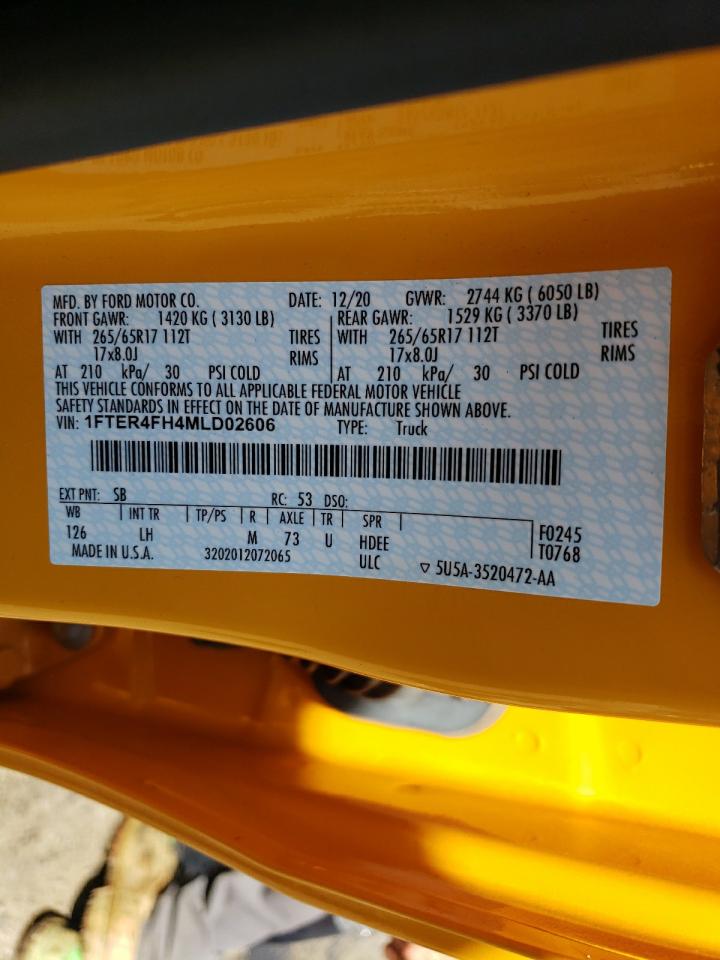 MFD. BY FORD MOTOR CO. DATE: 12/20 GVWR: 2744 KG ( 6050 LB)
FRONT GAWR: 1420 KG ( 3130 LB) REAR GAWR: 1529 KG ( 3370 LB)
WITH 265/65R17 112T TIRES WITH 265/65R17 112T TIRES
17x8.0J RIMS 17x8.0J RIMS
AT 210 kPa/ 30 PSI COLD AT 210 kPa/ 30 PSI COLD
THIS VEHICLE CONFORMS TO ALL APPLICABLE FEDERAL MOTOR VEHICLE
SAFETY STANDARDS IN EFFECT ON THE DATE OF MANUFACTURE SHOWN ABOVE.
VIN: 1FTER4FH4MLD02606 TYPE: Truck
EXT PNT: SB RC: 53 DSO:
WB INT TR TP/PS R AXLE TR SPR F0245
126 LH M 73 U HDEE T0768
MADE IN U.S.A. 3202012072065 ULC ▽ 5U5A-3520472-AA